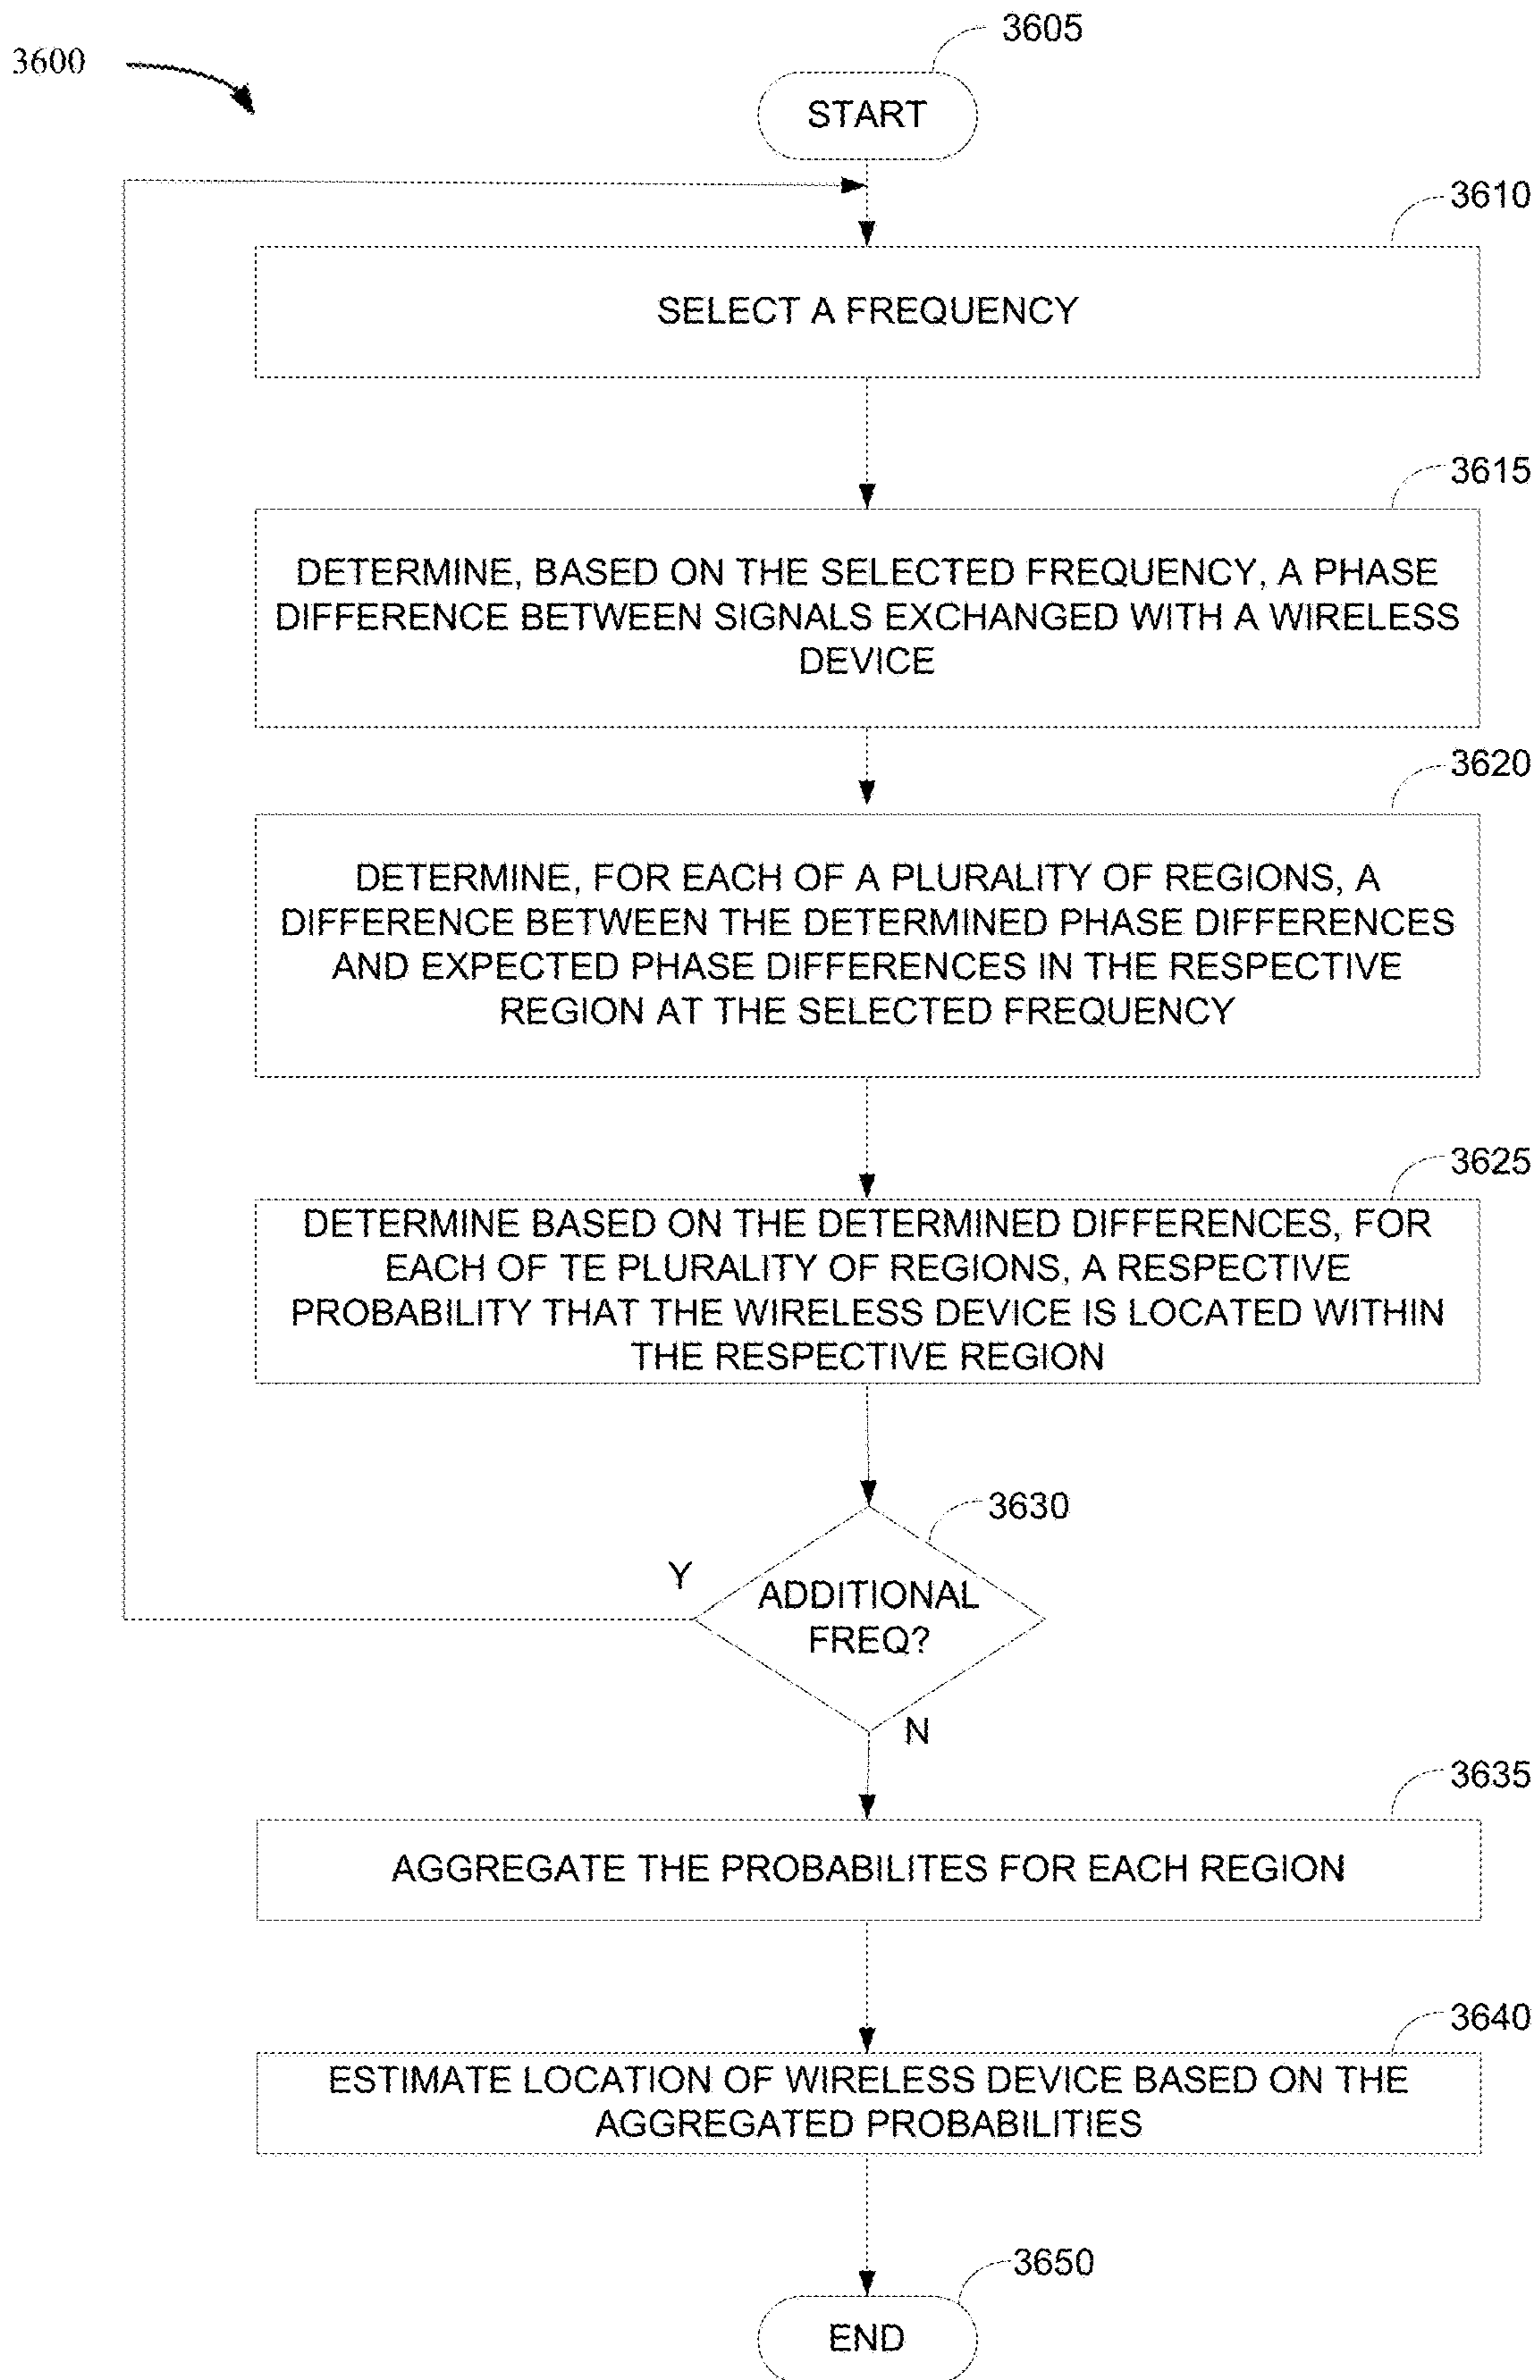 3605
3600
START
3610
SELECT A FREQUENCY
3615
DETERMINE, BASED ON THE SELECTED FREQUENCY, A PHASE
DIFFERENCE BETWEEN SIGNALS EXCHANGED WITH A WIRELESS
DEVICE
3620
DETERMINE, FOR EACH OF A PLURALITY OF REGIONS, A
DIFFERENCE BETWEEN THE DETERMINED PHASE DIFFERENCES
AND EXPECTED PHASE DIFFERENCES IN THE RESPECTIVE
REGION AT THE SELECTED FREQUENCY
3625
DETERMINE BASED ON THE DETERMINED DIFFERENCES, FOR
EACH OF TE PLURALITY OF REGIONS, A RESPECTIVE
PROBABILITY THAT THE WIRELESS DEVICE IS LOCATED WITHIN
THE RESPECTIVE REGION
3630
Y
ADDITIONAL
FREQ?
N
3635
AGGREGATE THE PROBABILITES FOR EACH REGION
3640
ESTIMATE LOCATION OF WIRELESS DEVICE BASED ON THE
AGGREGATED PROBABILITIES
3650
END